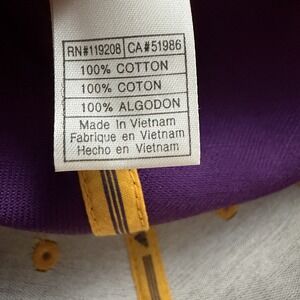 RN#119208 CA#51986
100% COTTON
100% COTON
100% ALGODON
Made in Vietnam
Fabrique en Vietnam
Hecho en Vietnam